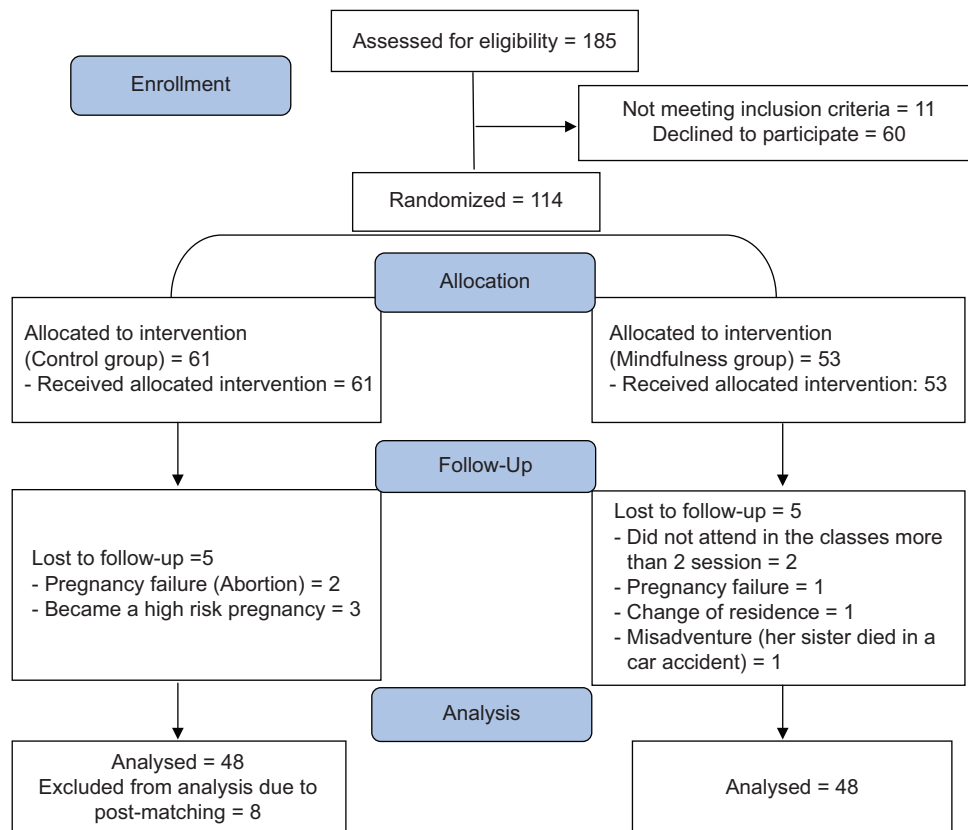 Assessed for eligibility = 185
Enrollment
Not meeting inclusion criteria = 11
Declined to participate = 60
Randomized = 114
Allocation
Allocated to intervention
(Control group) = 61
- Received allocated intervention = 61
Allocated to intervention
(Mindfulness group) = 53
- Received allocated intervention: 53
Follow-Up
Lost to follow-up =5
- Pregnancy failure (Abortion) = 2
- Became a high risk pregnancy = 3
Lost to follow-up = 5
- Did not attend in the classes more
than 2 session = 2
- Pregnancy failure = 1
- Change of residence = 1
- Misadventure (her sister died in a
car accident) = 1
Analysis
Analysed = 48
Excluded from analysis due to
post-matching = 8
Analysed = 48